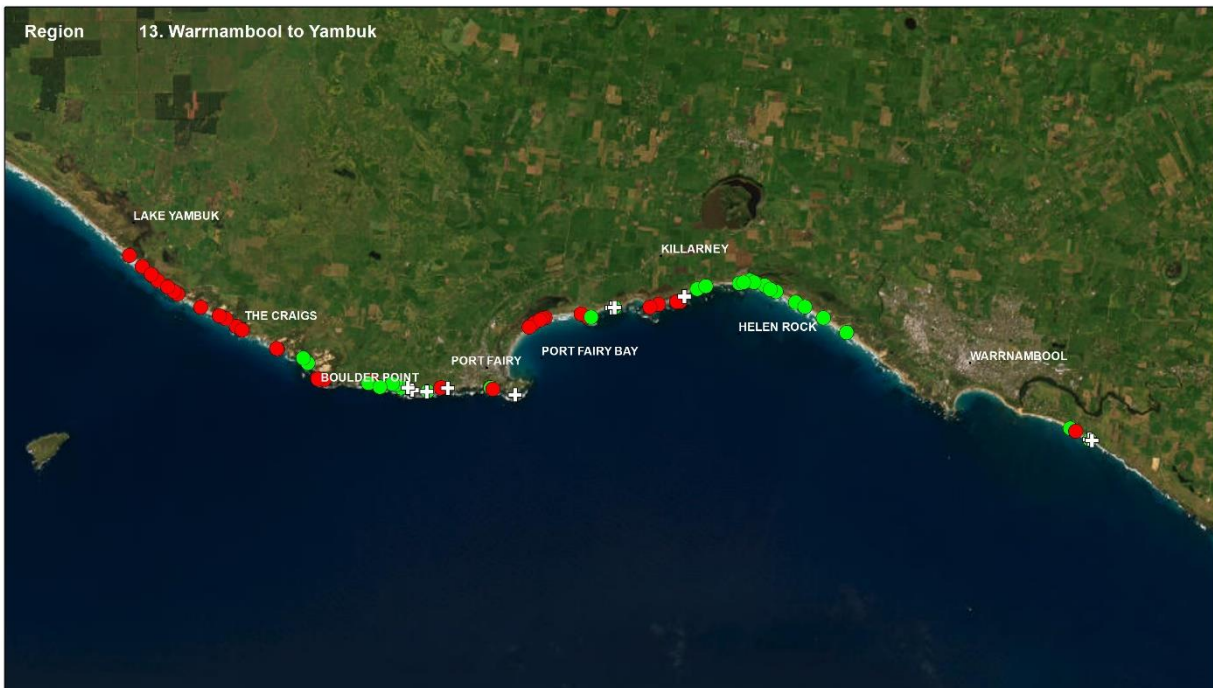 Region 13. Warrnambool to Yambuk
LAKE YAMBUK
KILLARNEY
THE CRAIGS
HELEN ROCK
PORT FAIRY BAY
PORT FAIRY
WARRNAMBOOL
BOULDER POINT